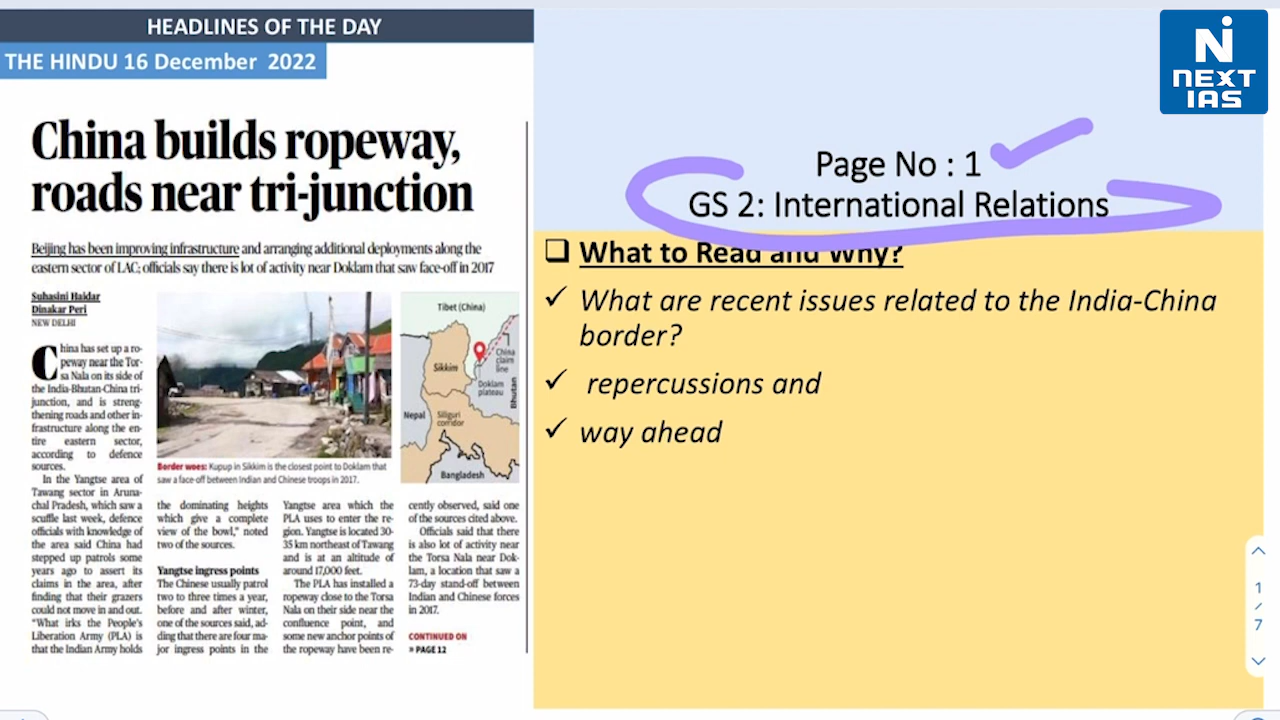 HEADLINES OF THE DAY
THE HINDU 16 December 2022
China builds ropeway,
roads near tri-junction
Beijing has been improving infrastructure and arranging additional deployments along the
eastern sector of LAC; officials say there is lot of activity near Doklam that saw face-off in 2017
Suhasini Haidar
Dinakar Peri
NEW DELHI
China has set up a ro-
peway near the Tor-
sa Nala on its side of
the India-Bhutan-China tri-
junction, and is streng-
thening roads and other in-
frastructure along the en-
tire eastern sector,
according to defence
sources.
In the Yangtse area of
Tawang sector in Aruna-
chal Pradesh, which saw a
scuffle last week, defence
officials with knowledge of
the area said China had
stepped up patrols some
years ago to assert its
claims in the area, after
finding that their grazers
could not move in and out.
"What irks the People's
Liberation Army (PLA) is
that the Indian Army holds
Tibet (China)
Sikkim
China
claim
line
Doklam
plateau
Bhutan
Nepal
Siliguri
corridor
Bangladesh
Border woes: Kupup in Sikkim is the closest point to Doklam that
saw a face-off between Indian and Chinese troops in 2017.
the dominating heights
which give a complete
view of the bowl," noted
two of the sources.
Yangtse ingress points
The Chinese usually patrol
two to three times a year,
before and after winter,
one of the sources said, ad-
ding that there are four ma-
jor ingress points in the
Yangtse area which the
PLA uses to enter the re-
gion. Yangtse is located 30-
35 km northeast of Tawang
and is at an altitude of
around 17,000 feet.
The PLA has installed a
ropeway close to the Torsa
Nala on their side near the
confluence point, and
some new anchor points of
the ropeway have been re-
cently observed, said one
of the sources cited above.
Officials said that there
is also lot of activity near
the Torsa Nala near Dok-
lam, a location that saw a
73-day stand-off between
Indian and Chinese forces
in 2017.
CONTINUED ON
» PAGE 12
NEXT
IAS
Page No : 1
GS 2: International Relations
What to Read and Why?
What are recent issues related to the India-China
border?
repercussions and
way ahead
1
/
7